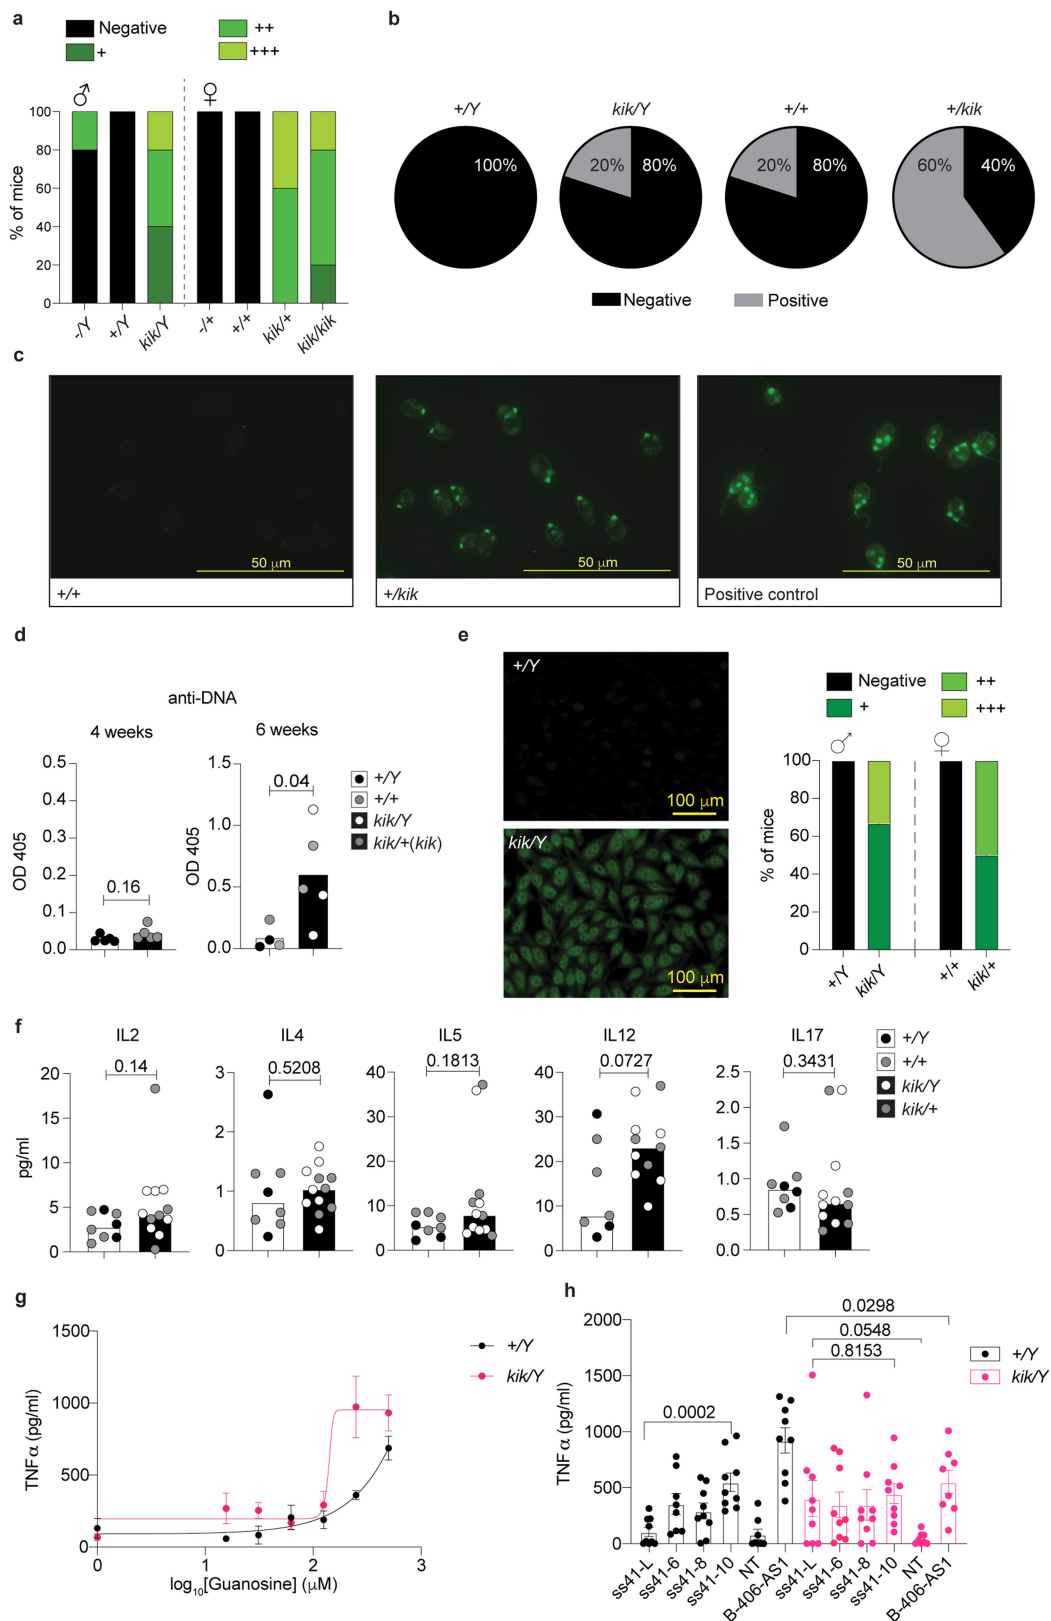 a
Negative
++
+
+++
♂
♀
100
80
60
40
20
0
% of mice
-/Y
+/Y
kik/Y
-/+
+/+
kik/+
kik/kik
b
+/Y
kik/Y
+/+
+/kik
100%
20%
80%
20%
80%
60%
40%
Negative
Positive
c
50 µm
50 µm
50 µm
+/+
+/kik
Positive control
d
anti-DNA
4 weeks
6 weeks
0.5
0.4
0.3
0.2
0.1
0.0
OD 405
0.16
1.5
1.0
0.5
0.0
OD 405
0.04
+/Y
+/+
kik/Y
kik/+(kik)
e
+/Y
100 µm
kik/Y
100 µm
Negative
++
+
+++
♂
♀
100
80
60
40
20
0
% of mice
+/Y
kik/Y
+/+
kik/+
f
IL2
IL4
IL5
IL12
IL17
0.14
0.5208
0.1813
0.0727
0.3431
pg/ml
20
15
10
5
0
3
2
1
0
40
30
20
10
0
40
30
20
10
0
2.5
2.0
1.5
1.0
0.5
0.0
+/Y
+/+
kik/Y
kik/+
g
1500
1000
500
0
TNFα (pg/ml)
0
1
2
3
log10[Guanosine] (µM)
+/Y
kik/Y
h
2000
1500
1000
500
0
TNFα (pg/ml)
0.0298
0.0548
0.8153
0.0002
+/Y
kik/Y
ss41-L
ss41-6
ss41-8
ss41-10
NT
B-406-AS1
ss41-L
ss41-6
ss41-8
ss41-10
NT
B-406-AS1